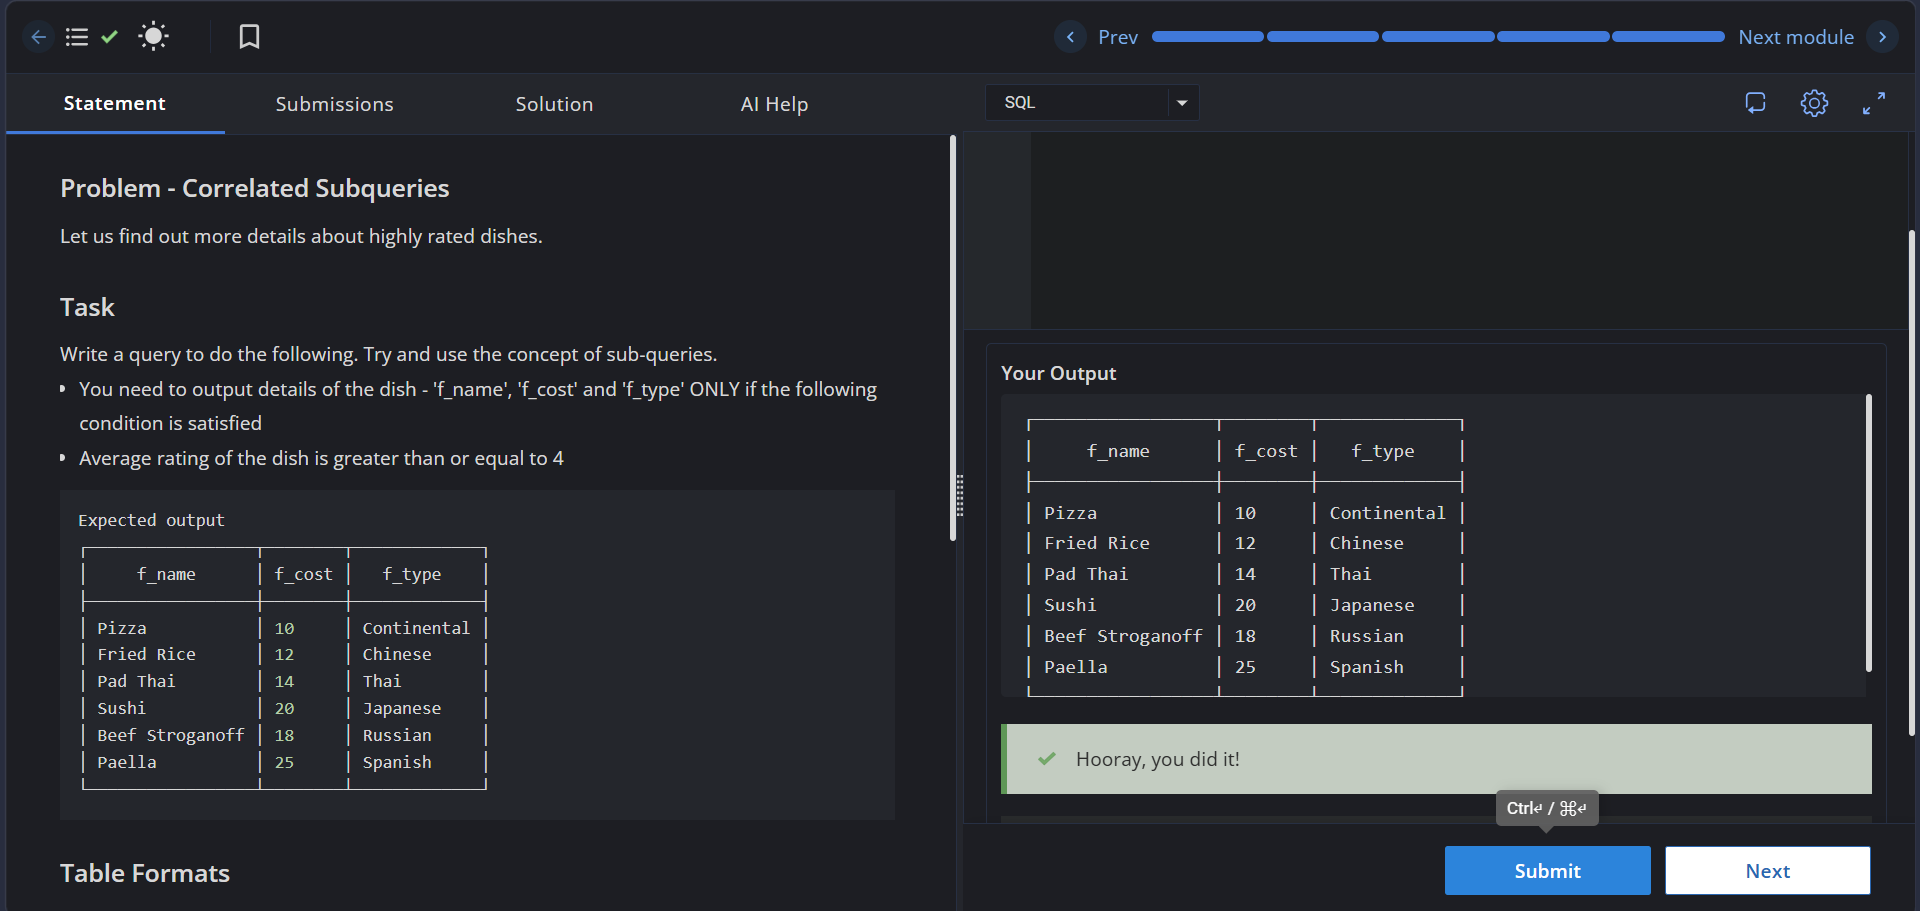 Prev
Next module
Statement
Submissions
Solution
AI Help
SQL
Problem - Correlated Subqueries
Let us find out more details about highly rated dishes.
Task
Write a query to do the following. Try and use the concept of sub-queries.
• You need to output details of the dish - 'f_name', 'f_cost' and 'f_type' ONLY if the following
condition is satisfied
• Average rating of the dish is greater than or equal to 4
Expected output
f_name f_cost f_type
Pizza 10 Continental
Fried Rice 12 Chinese
Pad Thai 14 Thai
Sushi 20 Japanese
Beef Stroganoff 18 Russian
Paella 25 Spanish
Table Formats
Your Output
f_name f_cost f_type
Pizza 10 Continental
Fried Rice 12 Chinese
Pad Thai 14 Thai
Sushi 20 Japanese
Beef Stroganoff 18 Russian
Paella 25 Spanish
Hooray, you did it!
Ctrl↵ / ⌘↵
Submit
Next